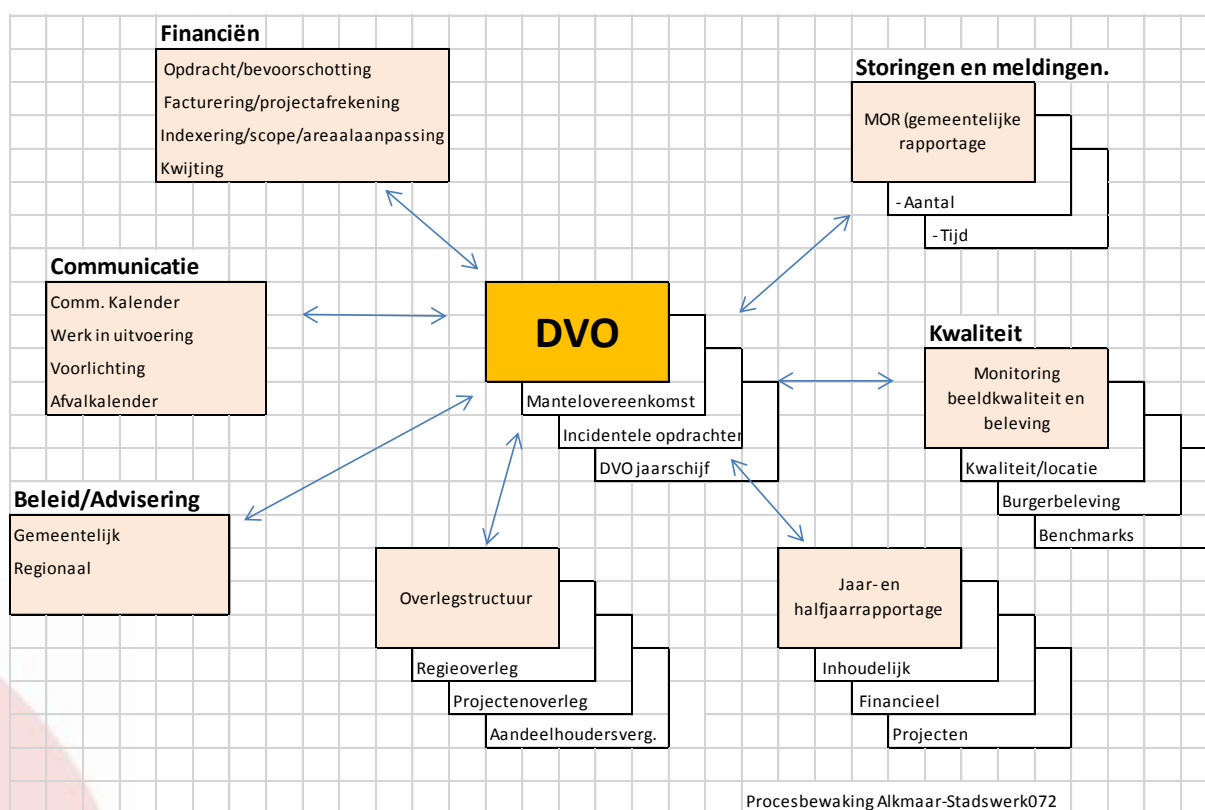 Financiën
Opdracht/bevoorschotting
Facturering/projectafrekening
Indexering/scope/areaalaanpassing
Kwijting
Storingen en meldingen.
MOR (gemeentelijke
rapportage
- Aantal
- Tijd
Communicatie
Comm. Kalender
Werk in uitvoering
Voorlichting
Afvalkalender
DVO
Mantelovereenkomst
Incidentele opdrachten
DVO jaarschijf
Kwaliteit
Monitoring
beeldkwaliteit en
beleving
Kwaliteit/locatie
Burgerbeleving
Benchmarks
Beleid/Advisering
Gemeentelijk
Regionaal
Overlegstructuur
Regieoverleg
Projectenoverleg
Aandeelhoudersverg.
Jaar- en
halfjaarrapportage
Inhoudelijk
Financieel
Projecten
Procesbewaking Alkmaar-Stadswerk072